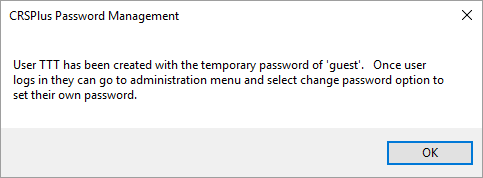 CRSPlus Password Management
User TTT has been created with the temporary password of 'guest'.   Once user
logs in they can go to administration menu and select change password option to
set their own password.
OK